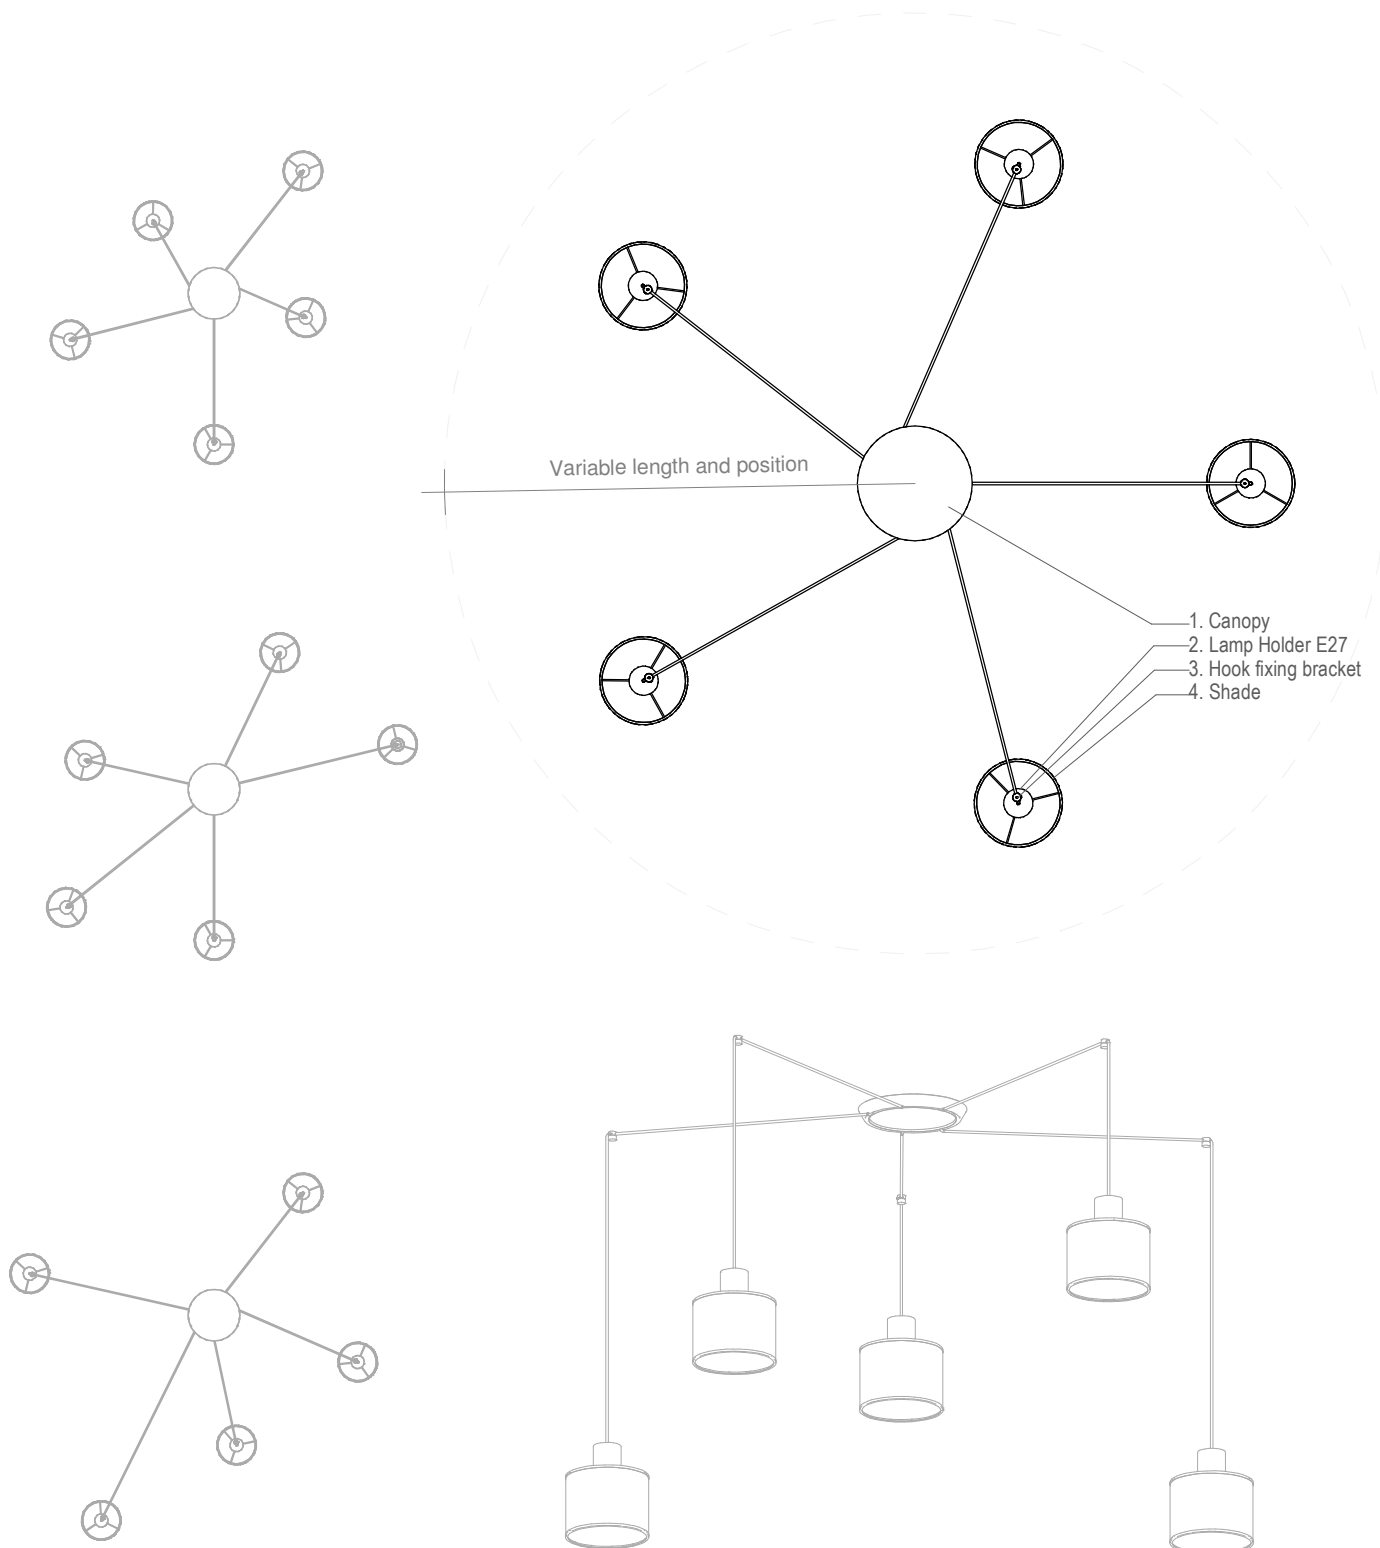 Variable length and position
1. Canopy
2. Lamp Holder E27
3. Hook fixing bracket
4. Shade